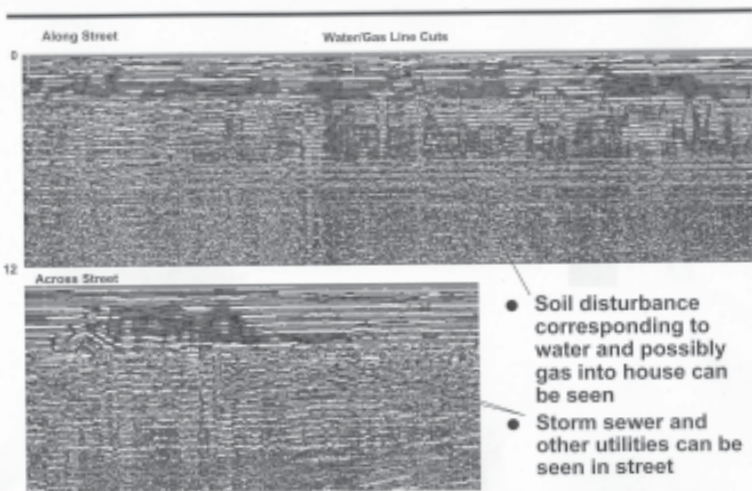 Along Street
Water/Gas Line Cuts
0
12
Across Street
● Soil disturbance
corresponding to
water and possibly
gas into house can
be seen
● Storm sewer and
other utilities can be
seen in street